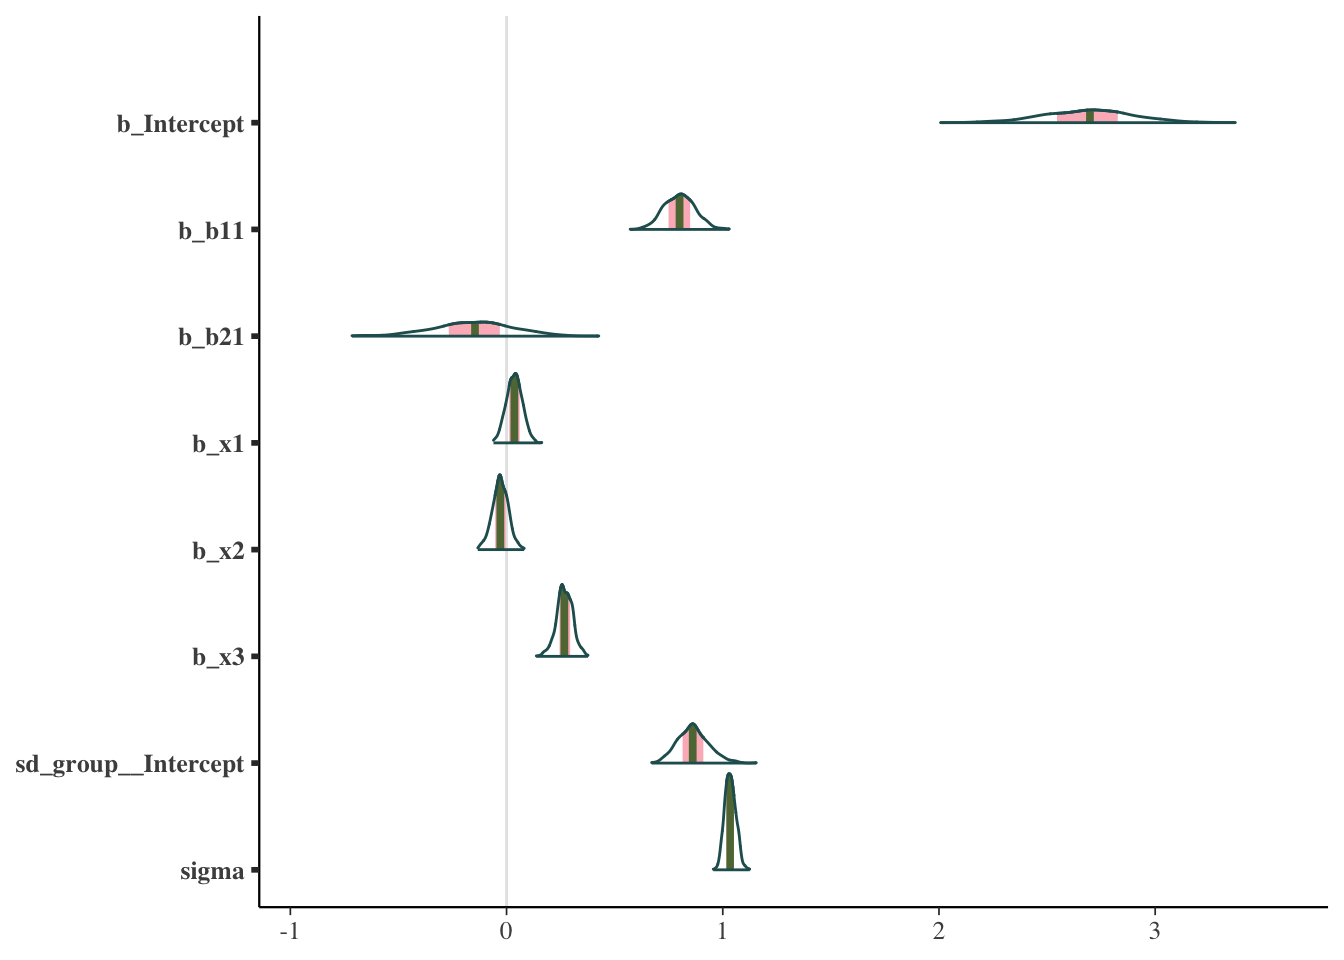 b_Intercept
b_b11
b_b21
b_x1
b_x2
b_x3
sd_group__Intercept
sigma
-1 0 1 2 3